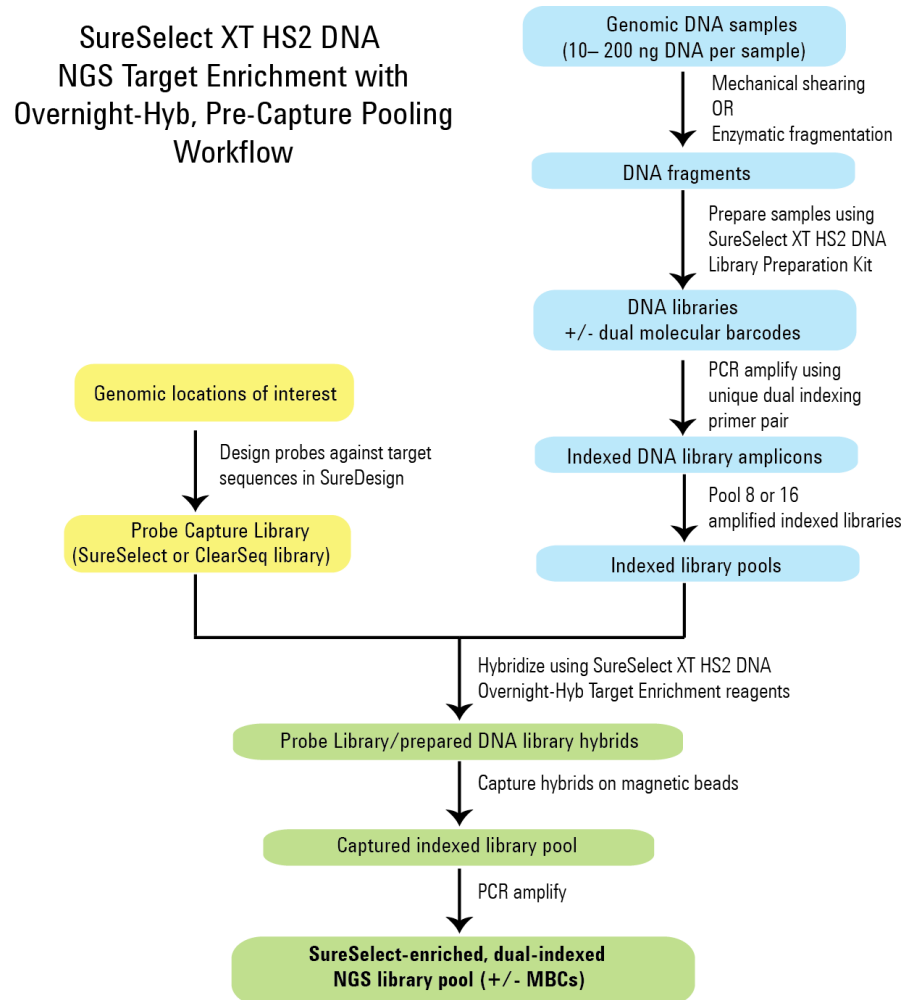 SureSelect XT HS2 DNA
NGS Target Enrichment with
Overnight-Hyb, Pre-Capture Pooling
Workflow
Genomic DNA samples
(10– 200 ng DNA per sample)
Mechanical shearing
OR
Enzymatic fragmentation
DNA fragments
Prepare samples using
SureSelect XT HS2 DNA
Library Preparation Kit
DNA libraries
+/- dual molecular barcodes
PCR amplify using
unique dual indexing
primer pair
Indexed DNA library amplicons
Pool 8 or 16
amplified indexed libraries
Indexed library pools
Genomic locations of interest
Design probes against target
sequences in SureDesign
Probe Capture Library
(SureSelect or ClearSeq library)
Hybridize using SureSelect XT HS2 DNA
Overnight-Hyb Target Enrichment reagents
Probe Library/prepared DNA library hybrids
Capture hybrids on magnetic beads
Captured indexed library pool
PCR amplify
SureSelect-enriched, dual-indexed
NGS library pool (+/- MBCs)